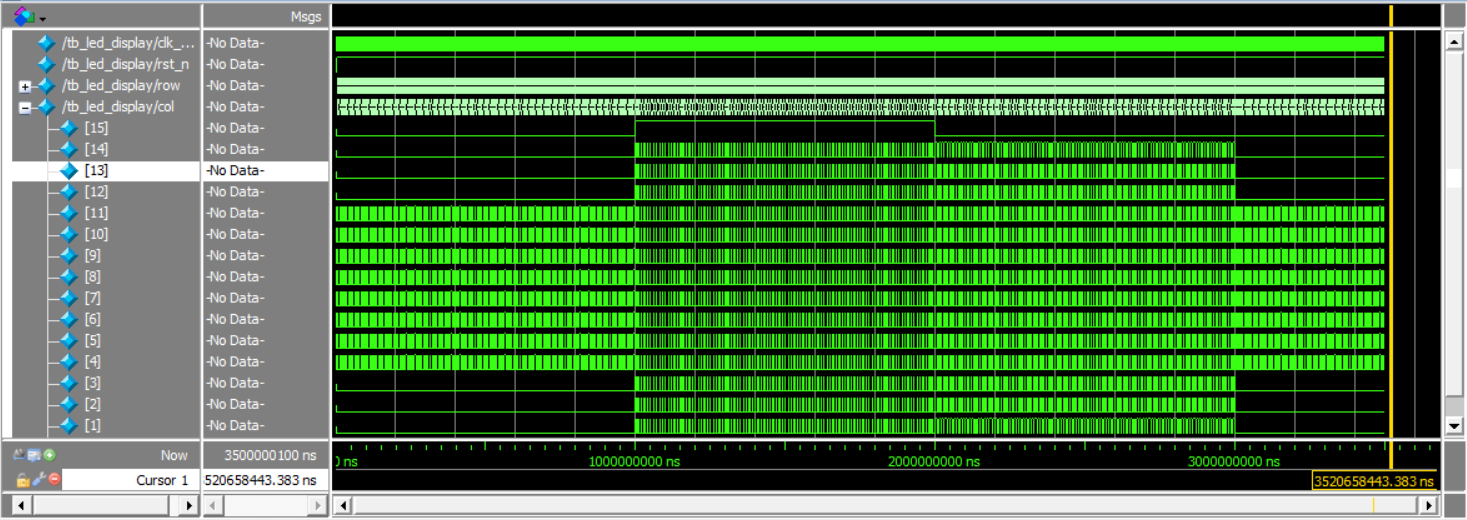 Msgs
/tb_led_display/clk_... -No Data-
/tb_led_display/rst_n -No Data-
/tb_led_display/row -No Data-
/tb_led_display/col -No Data-
[15] -No Data-
[14] -No Data-
[13] -No Data-
[12] -No Data-
[11] -No Data-
[10] -No Data-
[9] -No Data-
[8] -No Data-
[7] -No Data-
[6] -No Data-
[5] -No Data-
[4] -No Data-
[3] -No Data-
[2] -No Data-
[1] -No Data-
Now 3500000100 ns ns 1000000000 ns 2000000000 ns 3000000000 ns
Cursor 1 520658443.383 ns 3520658443.383 ns